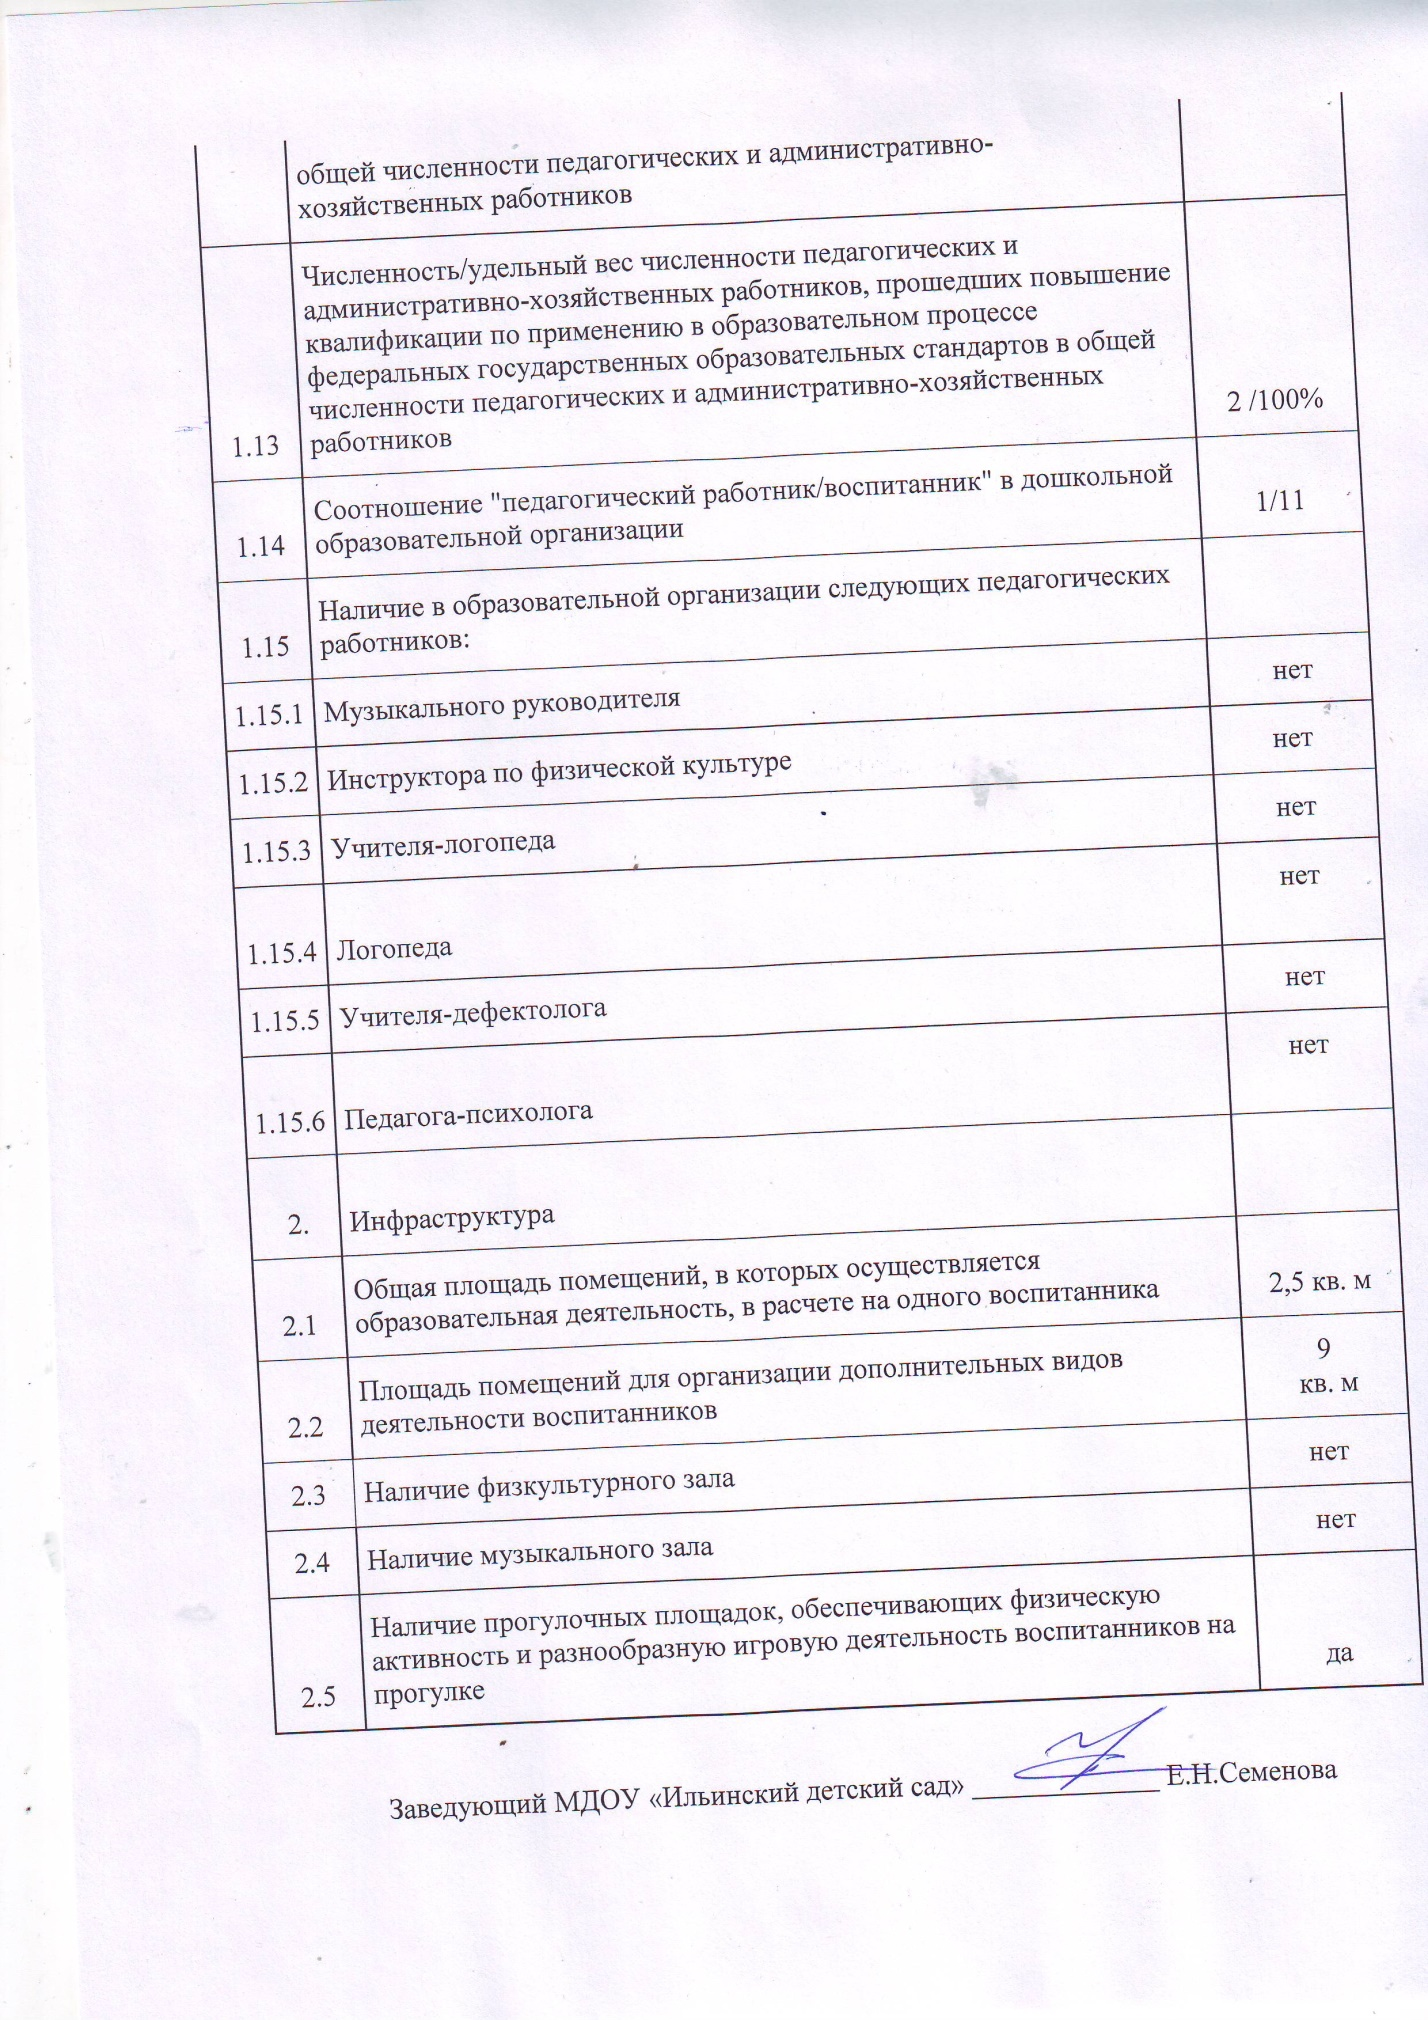 общей численности педагогических и административно-
хозяйственных работников
Численность/удельный вес численности педагогических и
административно-хозяйственных работников, прошедших повышение
квалификации по применению в образовательном процессе
федеральных государственных образовательных стандартов в общей
численности педагогических и административно-хозяйственных
1.13 работников 2 /100%
Соотношение "педагогический работник/воспитанник" в дошкольной
1.14 образовательной организации 1/11
Наличие в образовательной организации следующих педагогических
1.15 работников:
1.15.1 Музыкального руководителя нет
1.15.2 Инструктора по физической культуре нет
1.15.3 Учителя-логопеда нет
1.15.4 Логопеда нет
1.15.5 Учителя-дефектолога нет
1.15.6 Педагога-психолога нет
2. Инфраструктура
Общая площадь помещений, в которых осуществляется
2.1 образовательная деятельность, в расчете на одного воспитанника 2,5 кв. м
Площадь помещений для организации дополнительных видов 9
2.2 деятельности воспитанников кв. м
2.3 Наличие физкультурного зала нет
2.4 Наличие музыкального зала нет
Наличие прогулочных площадок, обеспечивающих физическую
активность и разнообразную игровую деятельность воспитанников на
2.5 прогулке да
Заведующий МДОУ «Ильинский детский сад» ______________ Е.Н.Семенова